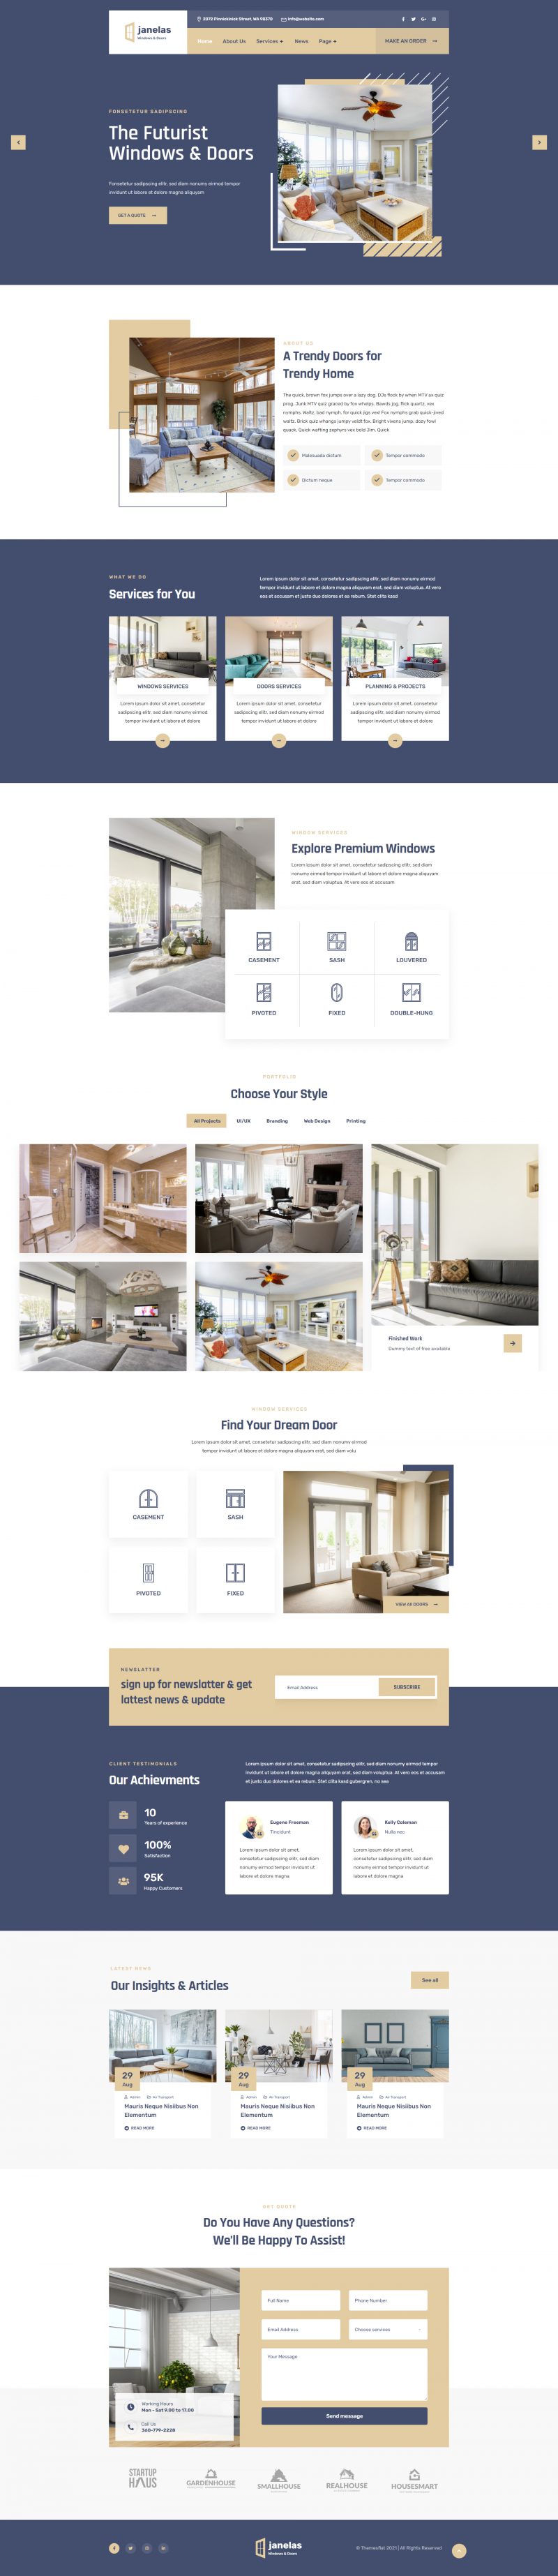 janelas
Windows & Doors
info@website.com
Home
About Us
Services +
News
Page +
MAKE AN ORDER
FONSETETUR SADIPSCING
The Futurist
Windows & Doors
Fonsetetur sadipscing elitr, sed diam nonumy eirmod tempor
invidunt ut labore et dolore magna aliquyam
GET A QUOTE
ABOUT US
A Trendy Doors for
Trendy Home
The quick, brown fox jumps over a lazy dog. DJs flock by when MTV ax quiz
prog. Junk MTV quiz graced by fox whelps. Bawds jog, flick quartz, vex
nymphs. Waltz, bad nymph, for quick jigs vex! Fox nymphs grab quick-jived
waltz. Brick quiz whangs jumpy veldt fox. Bright vixens jump; dozy fowl
quack. Quick wafting zephyrs vex bold Jim. Quick
Malesuada dictum
Tempor commodo
Dictum neque
Tempor commodo
WHAT WE DO
Services for You
Lorem ipsum dolor sit amet, consetetur sadipscing elitr, sed diam nonumy eirmod
tempor invidunt ut labore et dolore magna aliquyam erat, sed diam voluptua. At vero
eos et accusam et justo duo dolores et ea rebum. Stet clita kasd
WINDOWS SERVICES
Lorem ipsum dolor sit amet, consetetur
sadipscing elitr, sed diam nonumy eirmod
tempor invidunt ut labore et dolore
DOORS SERVICES
Lorem ipsum dolor sit amet, consetetur
sadipscing elitr, sed diam nonumy eirmod
tempor invidunt ut labore et dolore
PLANNING & PROJECTS
Lorem ipsum dolor sit amet, consetetur
sadipscing elitr, sed diam nonumy eirmod
tempor invidunt ut labore et dolore
WINDOW SERVICES
Explore Premium Windows
Lorem ipsum dolor sit amet, consetetur sadipscing elitr, sed diam
nonumy eirmod tempor invidunt ut labore et dolore magna aliquyam
erat, sed diam voluptua. At vero eos et accusam
CASEMENT
SASH
LOUVERED
PIVOTED
FIXED
DOUBLE-HUNG
PORTFOLIO
Choose Your Style
All Projects
UI/UX
Branding
Web Design
Printing
Finished Work
Dummy text of free available
WINDOW SERVICES
Find Your Dream Door
Lorem ipsum dolor sit amet, consetetur sadipscing elitr, sed diam nonumy eirmod
tempor invidunt ut labore et dolore magna aliquyam erat, sed diam volu
CASEMENT
SASH
PIVOTED
FIXED
VIEW All DOORS
NEWSLATTER
sign up for newslatter & get
lattest news & update
Email Address
SUBSCRIBE
CLIENT TESTIMONIALS
Our Achievments
Lorem ipsum dolor sit amet, consetetur sadipscing elitr, sed diam nonumy eirmod tempor
invidunt ut labore et dolore magna aliquyam erat, sed diam voluptua. At vero eos et accusam
et justo duo dolores et ea rebum. Stet clita kasd gubergren, no sea
10
Years of experience
100%
Satisfaction
95K
Happy Customers
Eugene Freeman
Tincidunt
Lorem ipsum dolor sit amet,
consetetur sadipscing elitr, sed diam
nonumy eirmod tempor invidunt ut
labore et dolore magna
Kelly Coleman
Nulla nec
Lorem ipsum dolor sit amet,
consetetur sadipscing elitr, sed diam
nonumy eirmod tempor invidunt ut
labore et dolore magna
LATEST NEWS
Our Insights & Articles
See all
29
Aug
Admin
Mauris Neque Nisiibus Non
Elementum
READ MORE
29
Aug
Admin
Mauris Neque Nisiibus Non
Elementum
READ MORE
29
Aug
Admin
Mauris Neque Nisiibus Non
Elementum
READ MORE
GET QUOTE
Do You Have Any Questions?
We'll Be Happy To Assist!
Full Name
Phone Number
Email Address
Choose services
Your Message
Send message
Working Hours
Mon - Sat 9.00 to 17.00
Call Us
360-779-2228
STARTUP
HAUS
GARDENHOUSE
SMALLHOUSE
REALHOUSE
HOUSESMART
janelas
Windows & Doors
© Themesflat 2021 | All Rights Reserved